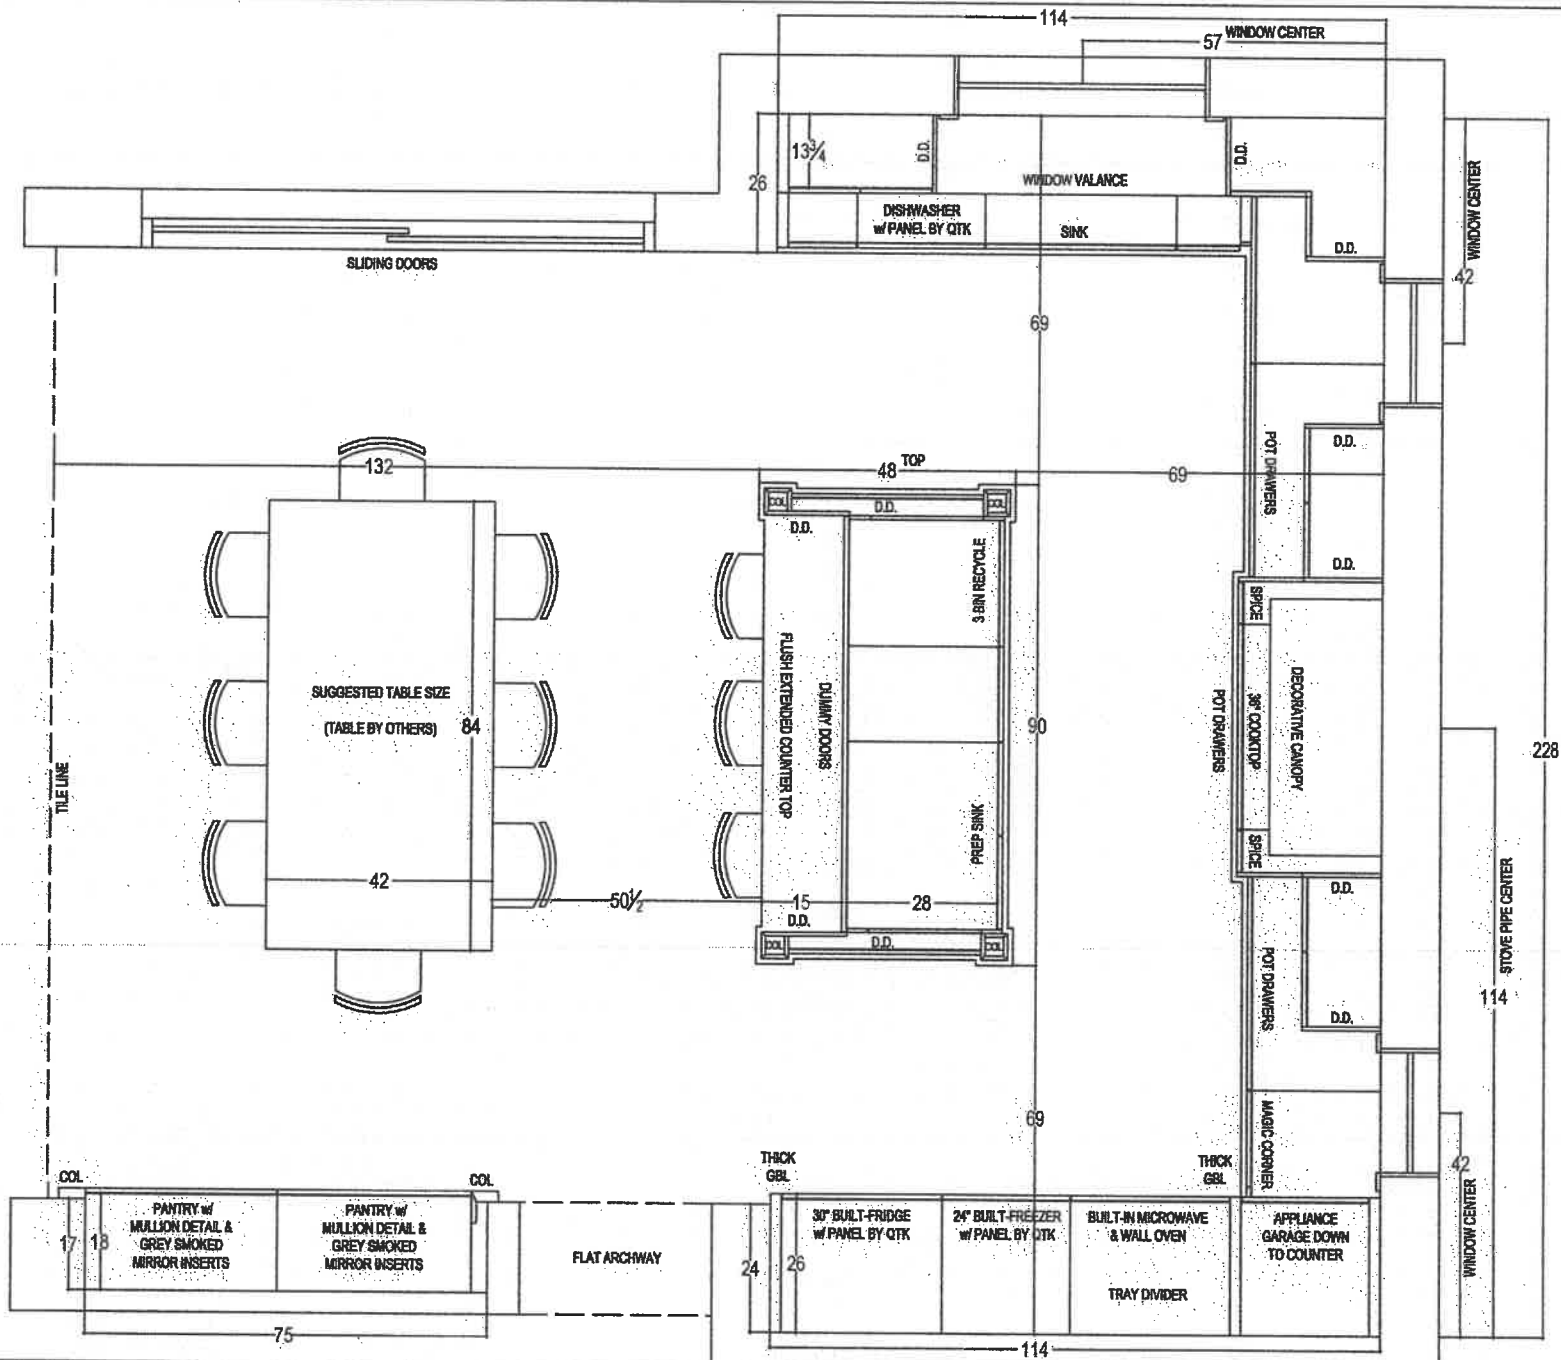 114
57 WINDOW CENTER
13¾
D.D.
D.D.
WINDOW CENTER
26
WINDOW VALANCE
DISHWASHER
w/ PANEL BY QTK
SINK
D.D.
SLIDING DOORS
42
69
POT DRAWERS
D.D.
132
48 TOP
69
COL
D.D.
COL
D.D.
3-BIN RECYCLE
D.D.
SPICE
FLUSH EXTENDED COUNTER TOP
DUMMY DOORS
SUGGESTED TABLE SIZE
(TABLE BY OTHERS)
84
90
POT DRAWERS
36" COOKTOP
DECORATIVE CANOPY
228
TILE LINE
PREP SINK
SPICE
42
50½
15
28
D.D.
D.D.
COL
D.D.
COL
POT DRAWERS
STOVE PIPE CENTER
114
D.D.
69
MAGIC CORNER
42
WINDOW CENTER
COL
COL
THICK
GBL
THICK
GBL
17
18
PANTRY w/
MULLION DETAIL &
GREY SMOKED
MIRROR INSERTS
PANTRY w/
MULLION DETAIL &
GREY SMOKED
MIRROR INSERTS
FLAT ARCHWAY
24
26
30" BUILT-FRIDGE
w/ PANEL BY QTK
24" BUILT-FREEZER
w/ PANEL BY QTK
BUILT-IN MICROWAVE
& WALL OVEN
TRAY DIVIDER
APPLIANCE
GARAGE DOWN
TO COUNTER
75
114